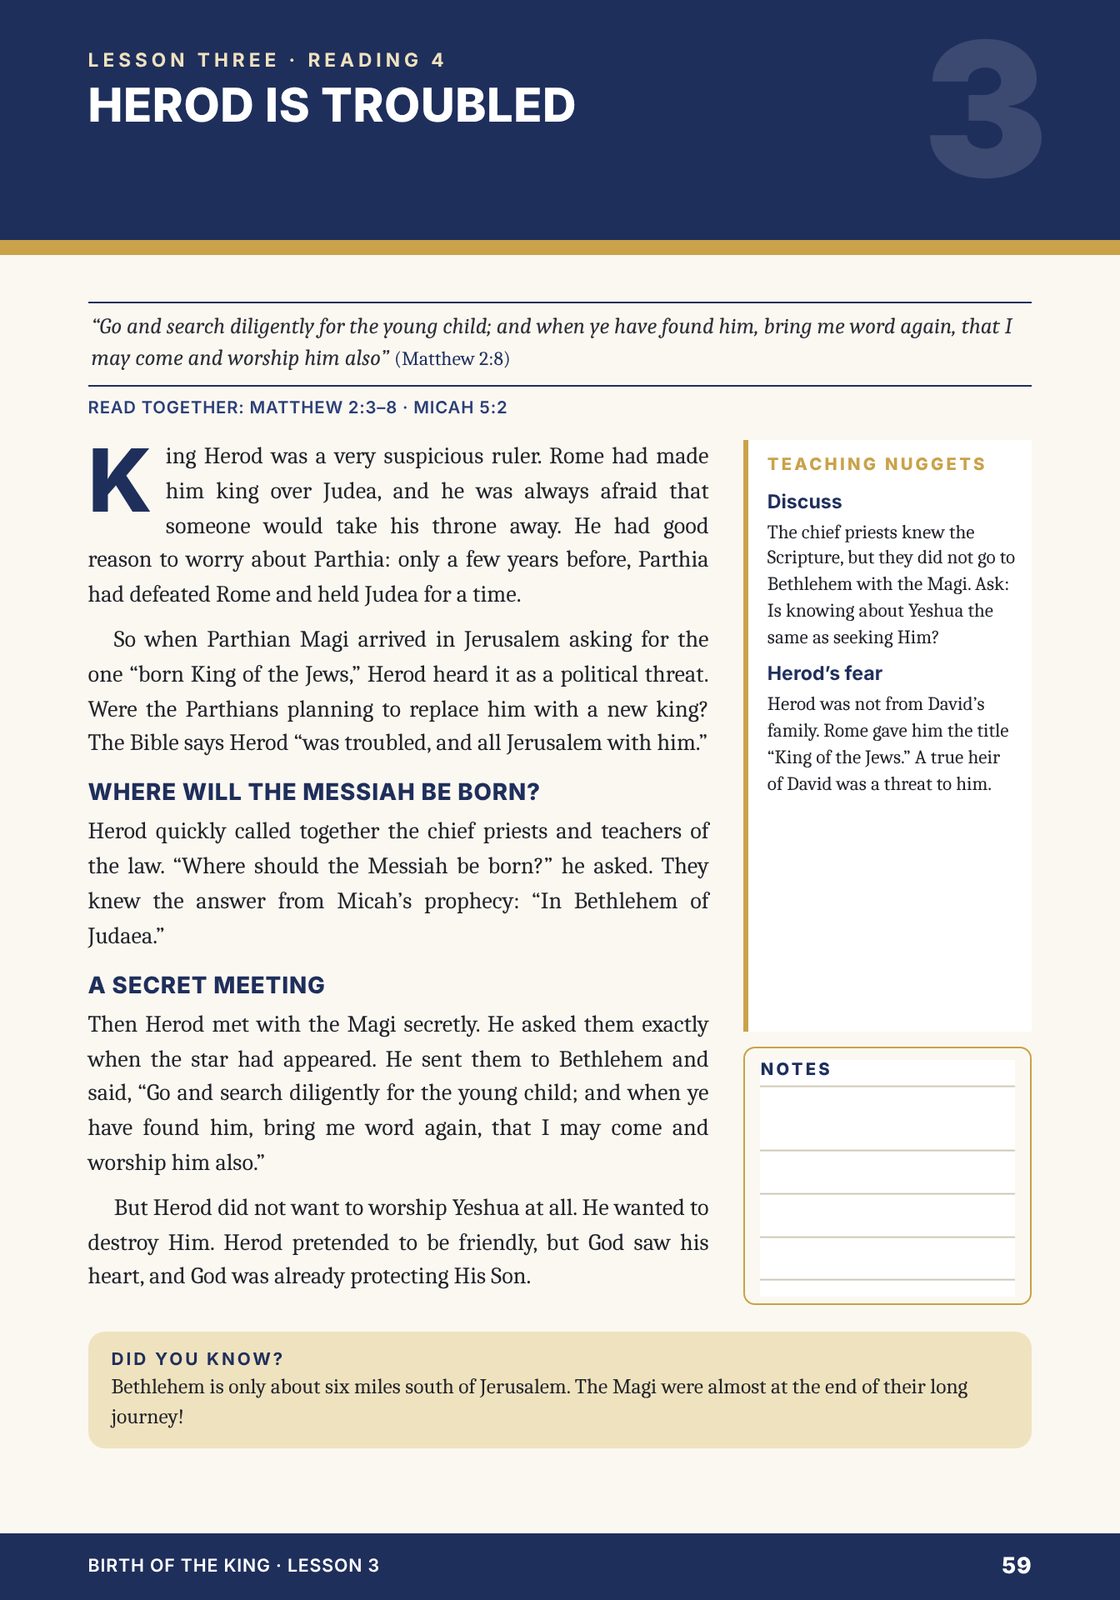 LESSON THREE · READING 4
HEROD IS TROUBLED
3
“Go and search diligently for the young child; and when ye have found him, bring me word again, that I
may come and worship him also” (Matthew 2:8)
READ TOGETHER: MATTHEW 2:3–8 · MICAH 5:2
King Herod was a very suspicious ruler. Rome had made
him king over Judea, and he was always afraid that
someone would take his throne away. He had good
reason to worry about Parthia: only a few years before, Parthia
had defeated Rome and held Judea for a time.
So when Parthian Magi arrived in Jerusalem asking for the
one “born King of the Jews,” Herod heard it as a political threat.
Were the Parthians planning to replace him with a new king?
The Bible says Herod “was troubled, and all Jerusalem with him.”
WHERE WILL THE MESSIAH BE BORN?
Herod quickly called together the chief priests and teachers of
the law. “Where should the Messiah be born?” he asked. They
knew the answer from Micah’s prophecy: “In Bethlehem of
Judaea.”
A SECRET MEETING
Then Herod met with the Magi secretly. He asked them exactly
when the star had appeared. He sent them to Bethlehem and
said, “Go and search diligently for the young child; and when ye
have found him, bring me word again, that I may come and
worship him also.”
But Herod did not want to worship Yeshua at all. He wanted to
destroy Him. Herod pretended to be friendly, but God saw his
heart, and God was already protecting His Son.
TEACHING NUGGETS
Discuss
The chief priests knew the
Scripture, but they did not go to
Bethlehem with the Magi. Ask:
Is knowing about Yeshua the
same as seeking Him?
Herod’s fear
Herod was not from David’s
family. Rome gave him the title
“King of the Jews.” A true heir
of David was a threat to him.
NOTES
DID YOU KNOW?
Bethlehem is only about six miles south of Jerusalem. The Magi were almost at the end of their long
journey!
BIRTH OF THE KING · LESSON 3
59